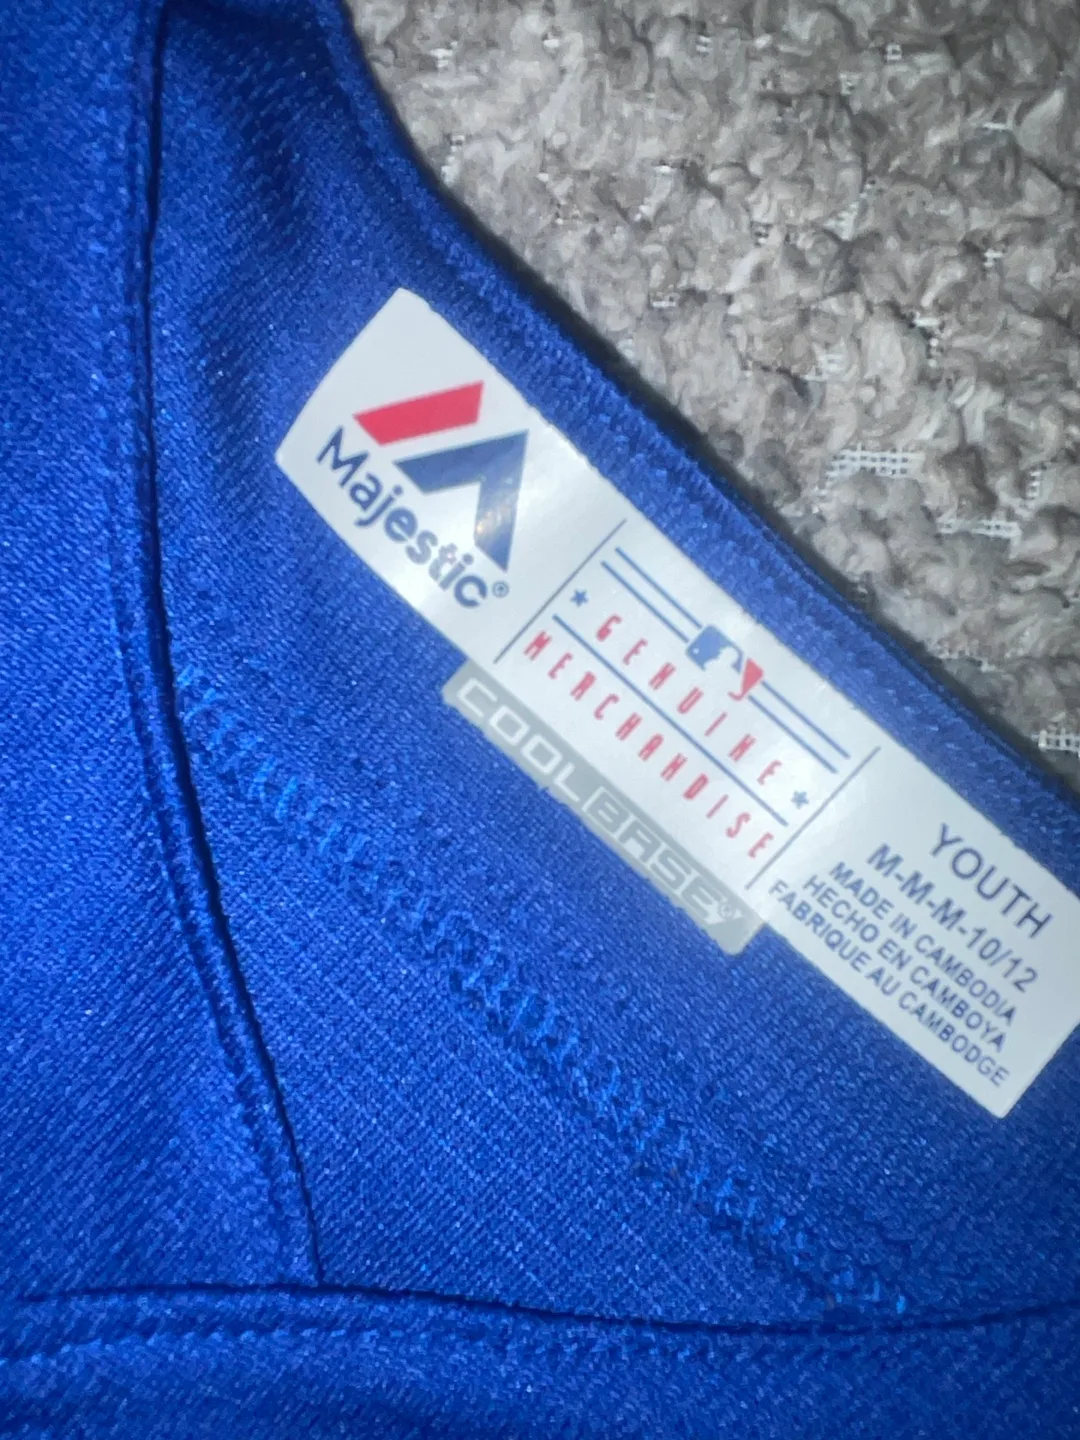 Majestic®
GENUINE
MERCHANDISE
COOLBASE
YOUTH
M-M-M-10/12
MADE IN CAMBODIA
HECHO EN CAMBOYA
FABRIQUE AU CAMBODGE